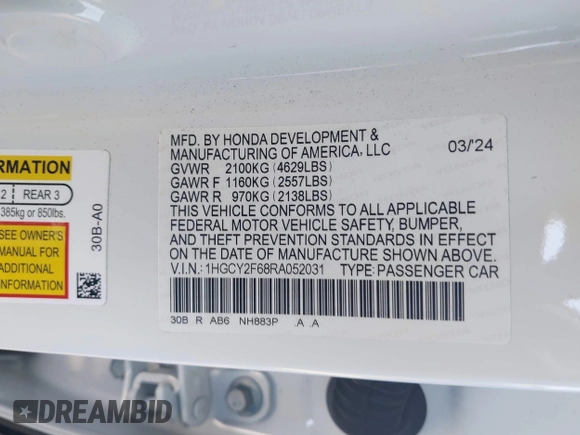 MFD. BY HONDA DEVELOPMENT &
MANUFACTURING OF AMERICA, LLC 03/'24
GVWR 2100KG(4629LBS)
GAWR F 1160KG(2557LBS)
GAWR R 970KG(2138LBS)
THIS VEHICLE CONFORMS TO ALL APPLICABLE
FEDERAL MOTOR VEHICLE SAFETY, BUMPER,
AND THEFT PREVENTION STANDARDS IN EFFECT
ON THE DATE OF MANUFACTURE SHOWN ABOVE.
V.I.N.: 1HGCY2F68RA052031 TYPE: PASSENGER CAR
30B R AB6 NH883P .A .A
RMATION
2 REAR 3
385kg or 850lbs.
SEE OWNER'S
MANUAL FOR
ADDITIONAL
INFORMATION
30B-A0
DREAMBID